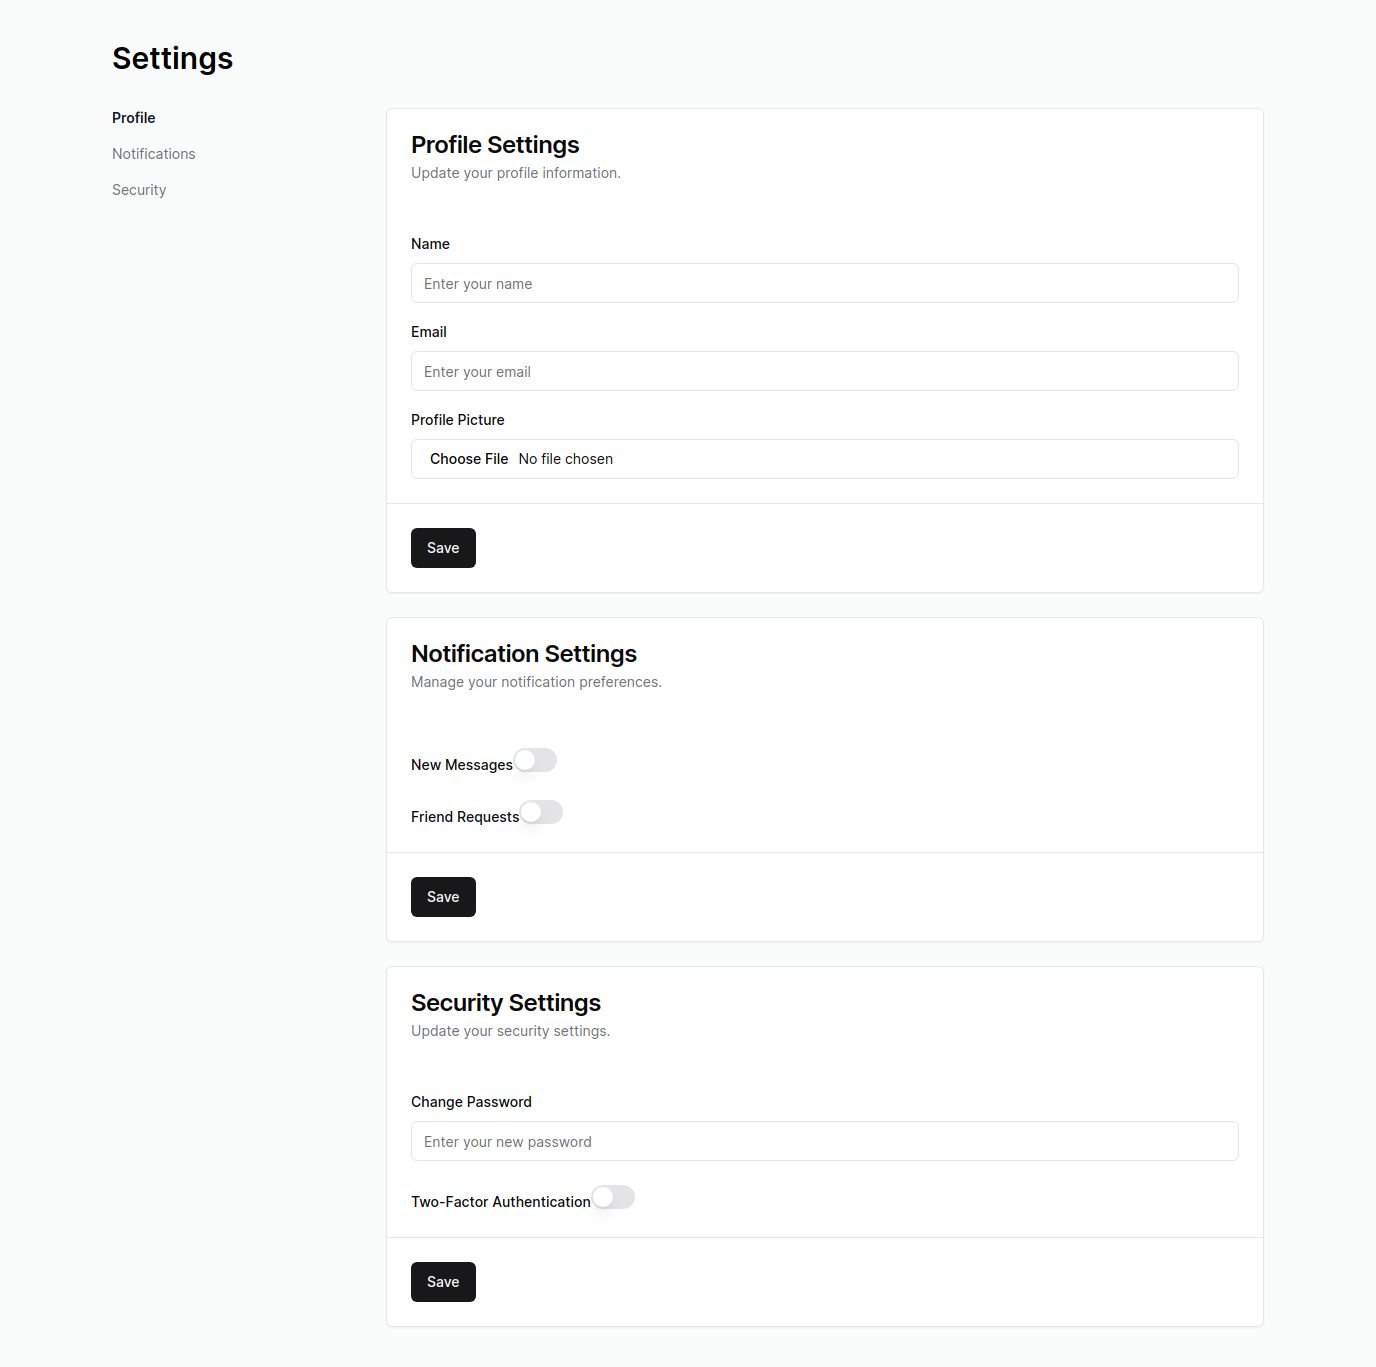 Settings
Profile
Notifications
Security
Profile Settings
Update your profile information.
Name
Enter your name
Email
Enter your email
Profile Picture
Choose File No file chosen
Save
Notification Settings
Manage your notification preferences.
New Messages
Friend Requests
Save
Security Settings
Update your security settings.
Change Password
Enter your new password
Two-Factor Authentication
Save